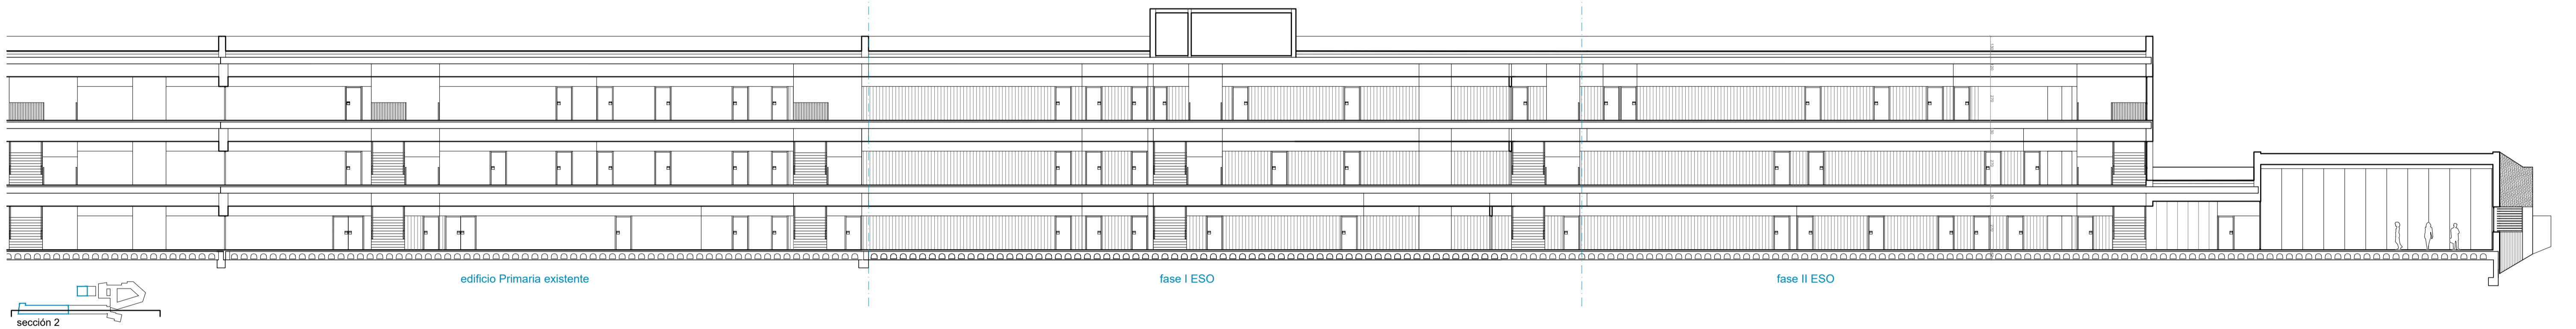 edificio Primaria existente
fase I ESO
fase II ESO
sección 2